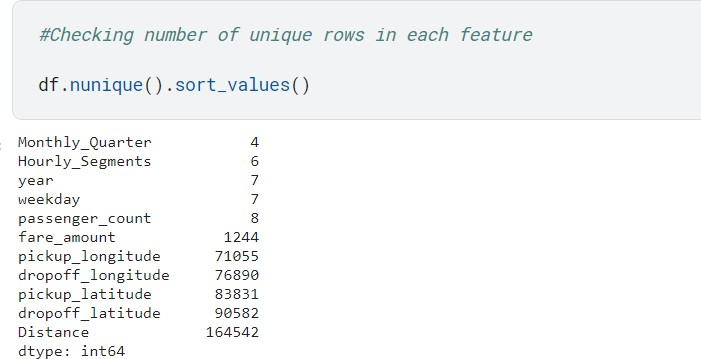 #Checking number of unique rows in each feature
df.nunique().sort_values()
Monthly_Quarter 4
Hourly_Segments 6
year 7
weekday 7
passenger_count 8
fare_amount 1244
pickup_longitude 71055
dropoff_longitude 76890
pickup_latitude 83831
dropoff_latitude 90582
Distance 164542
dtype: int64